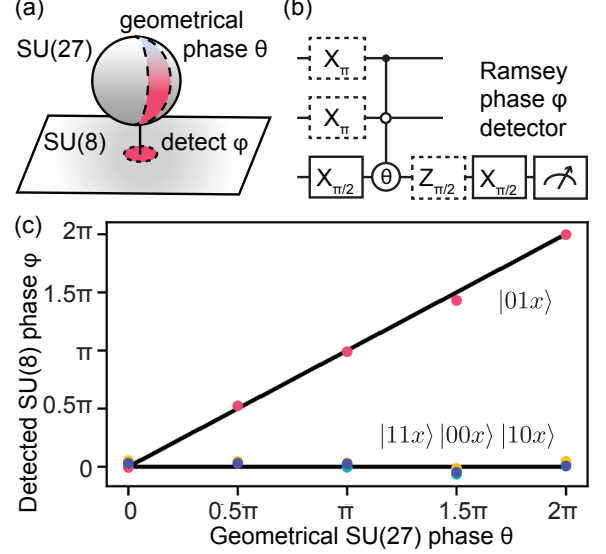 (a)
geometrical
phase θ
SU(27)
SU(8)
detect φ
(b)
X_π
X_π
X_π/2
θ
Z_π/2
X_π/2
Ramsey
phase φ
detector
(c)
Detected SU(8) phase φ
2π
1.5π
π
0.5π
0
|01x⟩
|11x⟩ |00x⟩ |10x⟩
0 0.5π π 1.5π 2π
Geometrical SU(27) phase θ